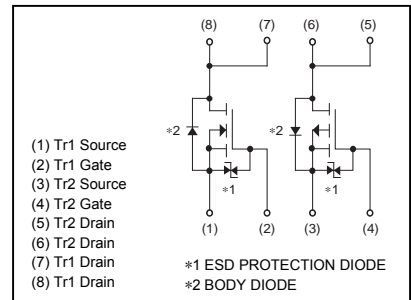 (8) (7) (6) (5)
∗2 ∗2
∗1 ∗1
(1) (2) (3) (4)
(1) Tr1 Source
(2) Tr1 Gate
(3) Tr2 Source
(4) Tr2 Gate
(5) Tr2 Drain
(6) Tr2 Drain
(7) Tr1 Drain
(8) Tr1 Drain
∗1 ESD PROTECTION DIODE
∗2 BODY DIODE